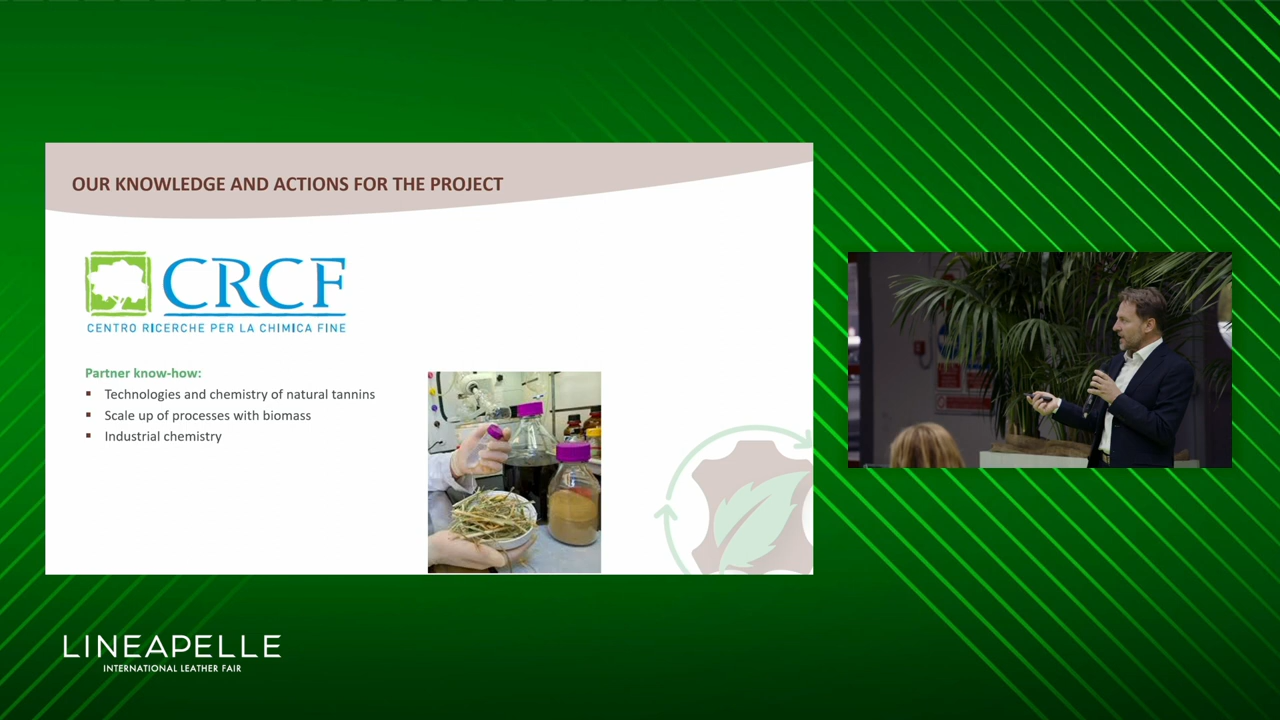 OUR KNOWLEDGE AND ACTIONS FOR THE PROJECT
CRCF
CENTRO RICERCHE PER LA CHIMICA FINE
Partner know-how:
▪ Technologies and chemistry of natural tannins
▪ Scale up of processes with biomass
▪ Industrial chemistry
LINEAPELLE
INTERNATIONAL LEATHER FAIR